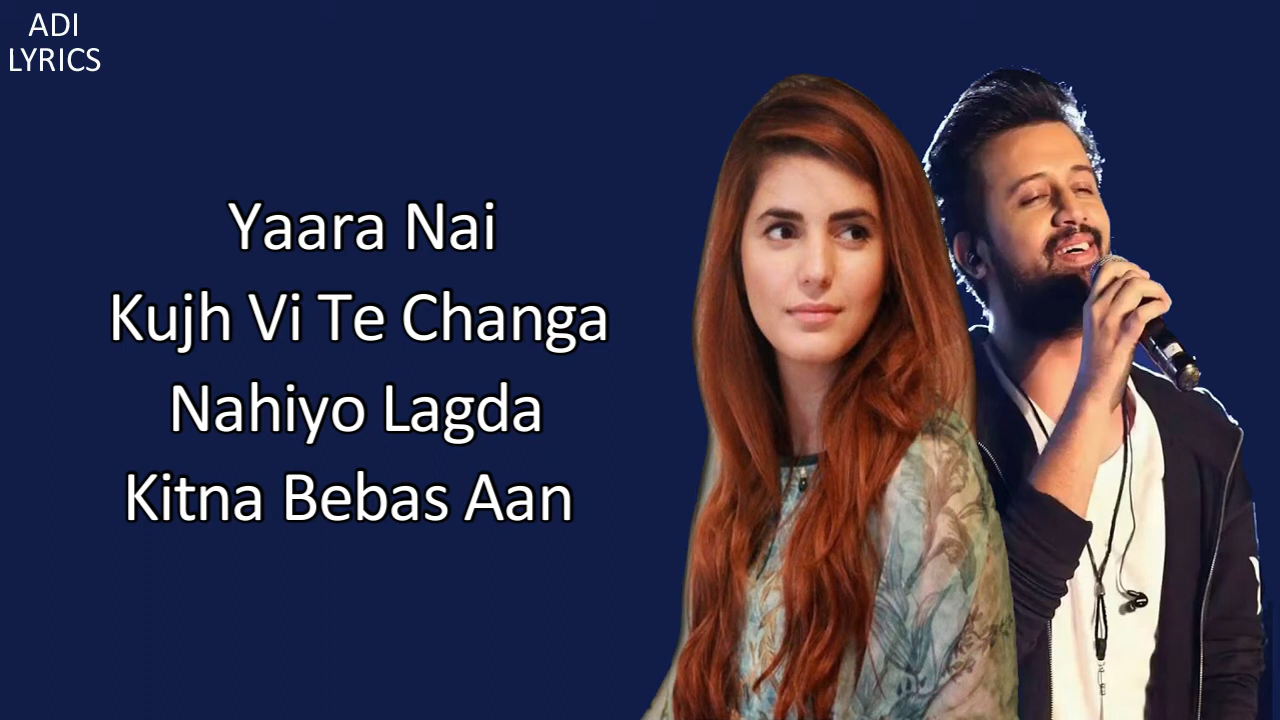 ADI
LYRICS
Yaara Nai
Kujh Vi Te Changa
Nahiyo Lagda
Kitna Bebas Aan